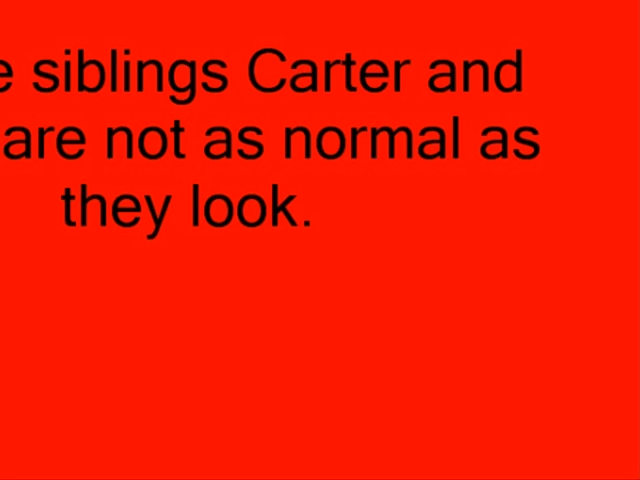 e siblings Carter and
are not as normal as
they look.